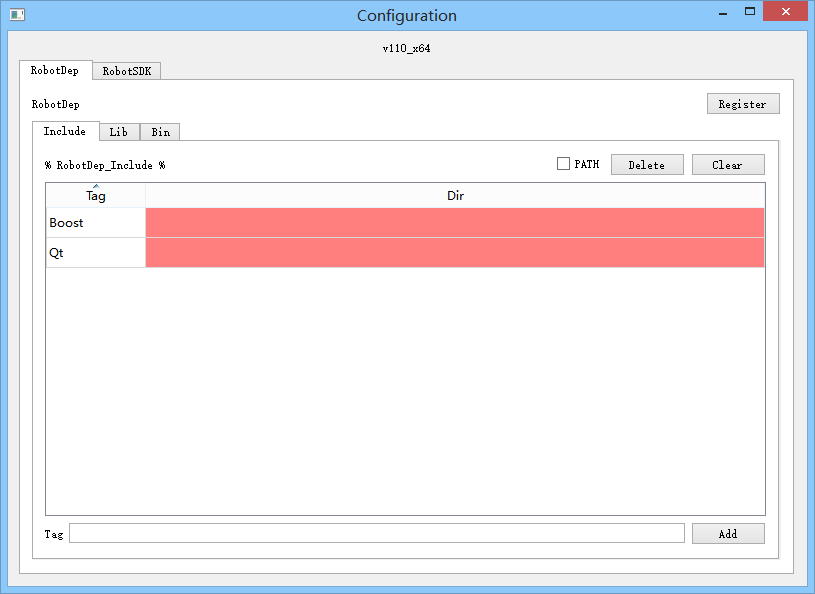 Configuration
v110_x64
RobotDep RobotSDK
RobotDep Register
Include Lib Bin
% RobotDep_Include % PATH Delete Clear
Tag Dir
Boost
Qt
Tag Add